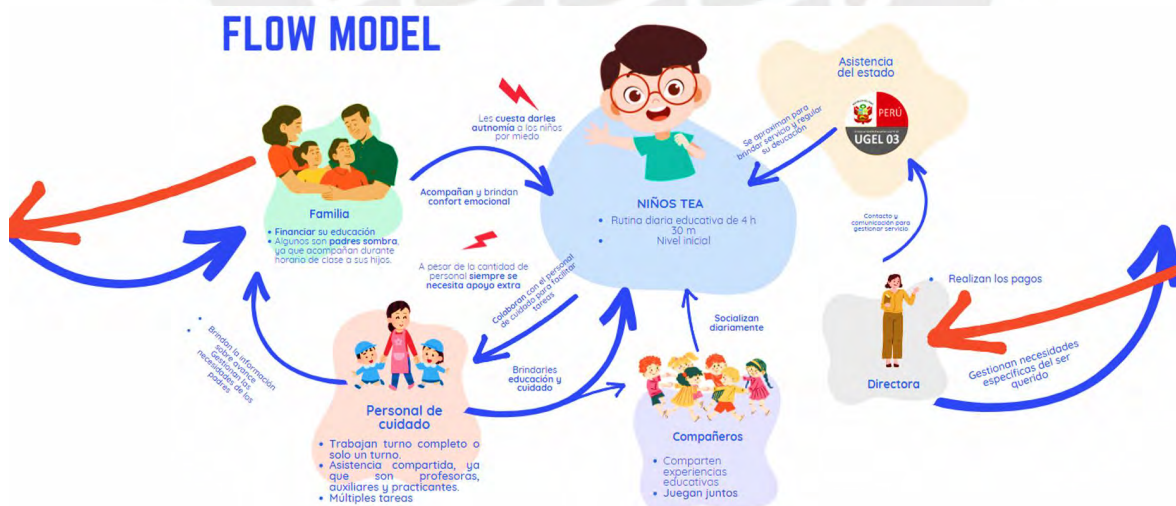 FLOW MODEL
Les cuesta darles
autnomía a los niños
por miedo
Asistencia
del estado
PERÚ
UGEL 03
Se aproximan para
brindar servicio y regular
su deucación
Acompañan y brindan
confort emocional
Familia
• Financiar su educación
• Algunos son padres sombra,
ya que acompañan durante
horario de clase a sus hijos.
NIÑOS TEA
• Rutina diaria educativa de 4 h
30 m
• Nivel inicial
Contacto y
comunicación para
gestionar servicio
A pesar de la cantidad de
personal siempre se
necesita apoyo extra
Colaboran con el personal
de cuidado para facilitar
tareas
• Realizan los pagos
Socializan
diariamente
• Brindan la información
sobre avance
• Gestionan las
necesidades de los
padres
Brindarles
educación y
cuidado
Gestionan necesidades
específicas del ser
querido
Directora
Personal de
cuidado
• Trabajan turno completo o
solo un turno.
• Asistencia compartida, ya
que son profesoras,
auxiliares y practicantes.
• Múltiples tareas
Compañeros
• Comparten
experiencias
educativas
• Juegan juntos